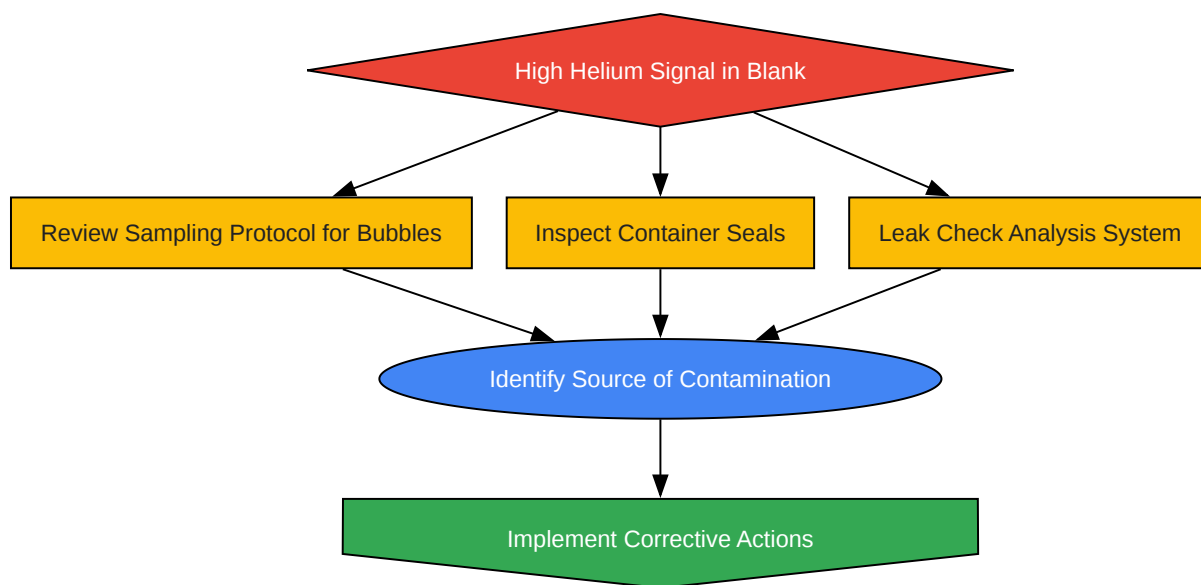 High Helium Signal in Blank
Review Sampling Protocol for Bubbles
Inspect Container Seals
Leak Check Analysis System
Identify Source of Contamination
Implement Corrective Actions